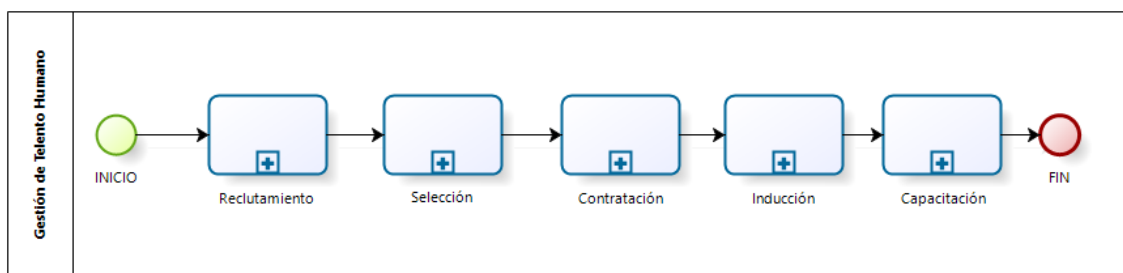 Gestión de Talento Humano
INICIO
Reclutamiento
Selección
Contratación
Inducción
Capacitación
FIN